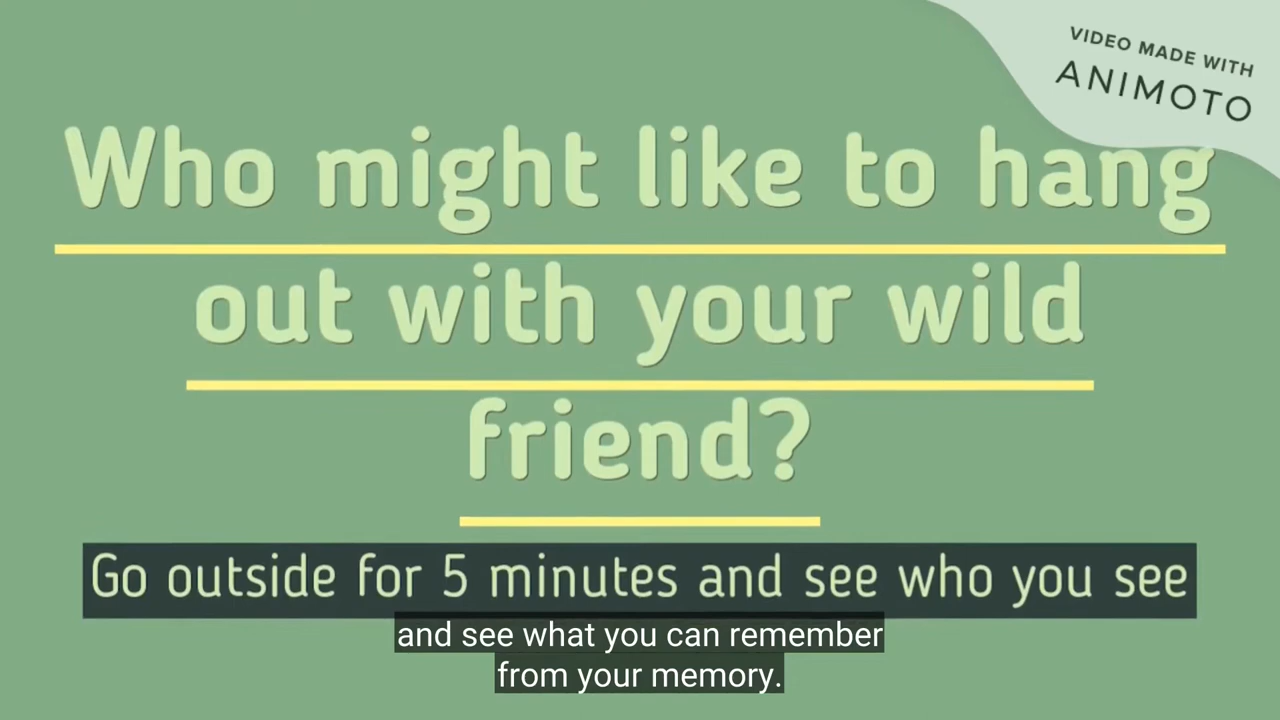 VIDEO MADE WITH
ANIMOTO
Who might like to hang
out with your wild
friend?
Go outside for 5 minutes and see who you see
and see what you can remember
from your memory.